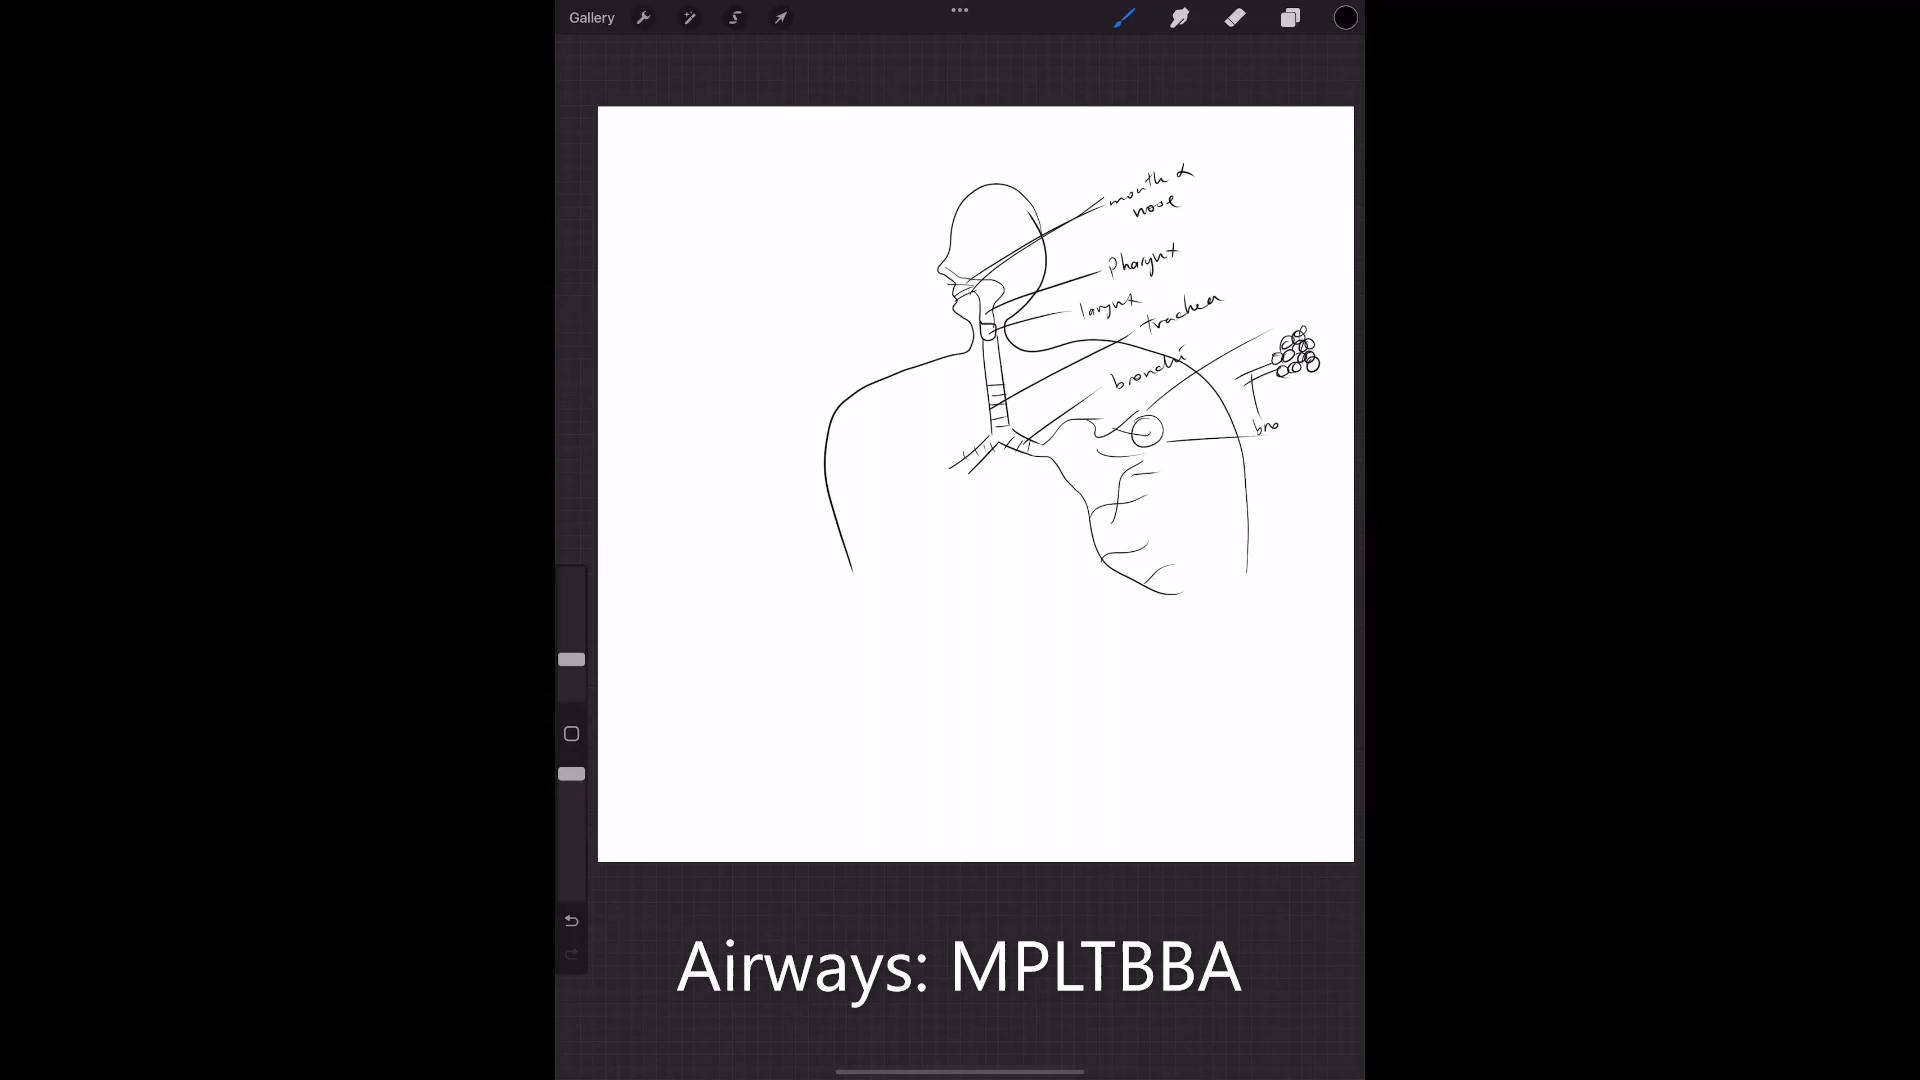 Gallery
mouth &
nose
pharynx
larynx
trachea
bronchi
bro
Airways: MPLTBBA